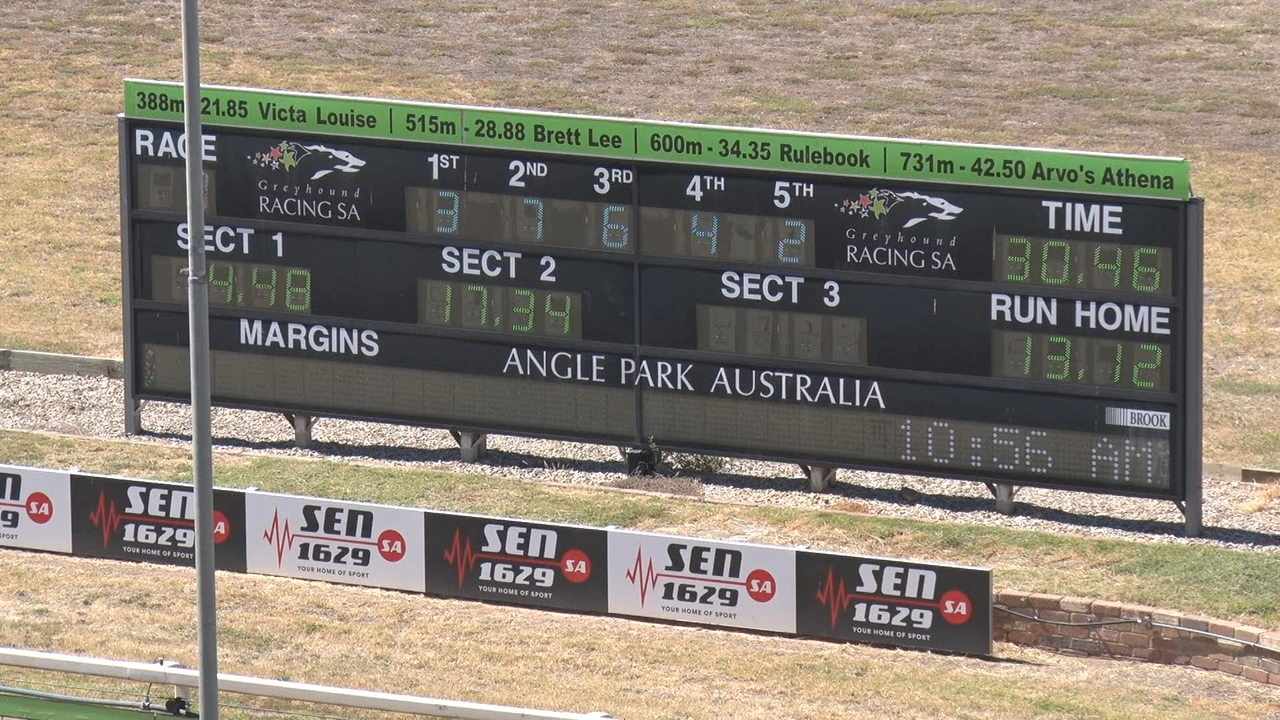 388m 21.85 Victa Louise | 515m - 28.88 Brett Lee | 600m - 34.35 Rulebook | 731m - 42.50 Arvo's Athena
RACE
Greyhound
RACING SA
1ST 2ND 3RD 4TH 5TH
3 7 6 4 2
Greyhound
RACING SA
TIME
30.46
SECT 1
4.48
SECT 2
17.34
SECT 3
RUN HOME
13.12
MARGINS
ANGLE PARK AUSTRALIA
BROOK
10:56 AM
SA
SEN
1629 SA
YOUR HOME OF SPORT
SEN
1629 SA
YOUR HOME OF SPORT
SEN
1629 SA
YOUR HOME OF SPORT
SEN
1629 SA
YOUR HOME OF SPORT
SEN
1629 SA
YOUR HOME OF SPORT